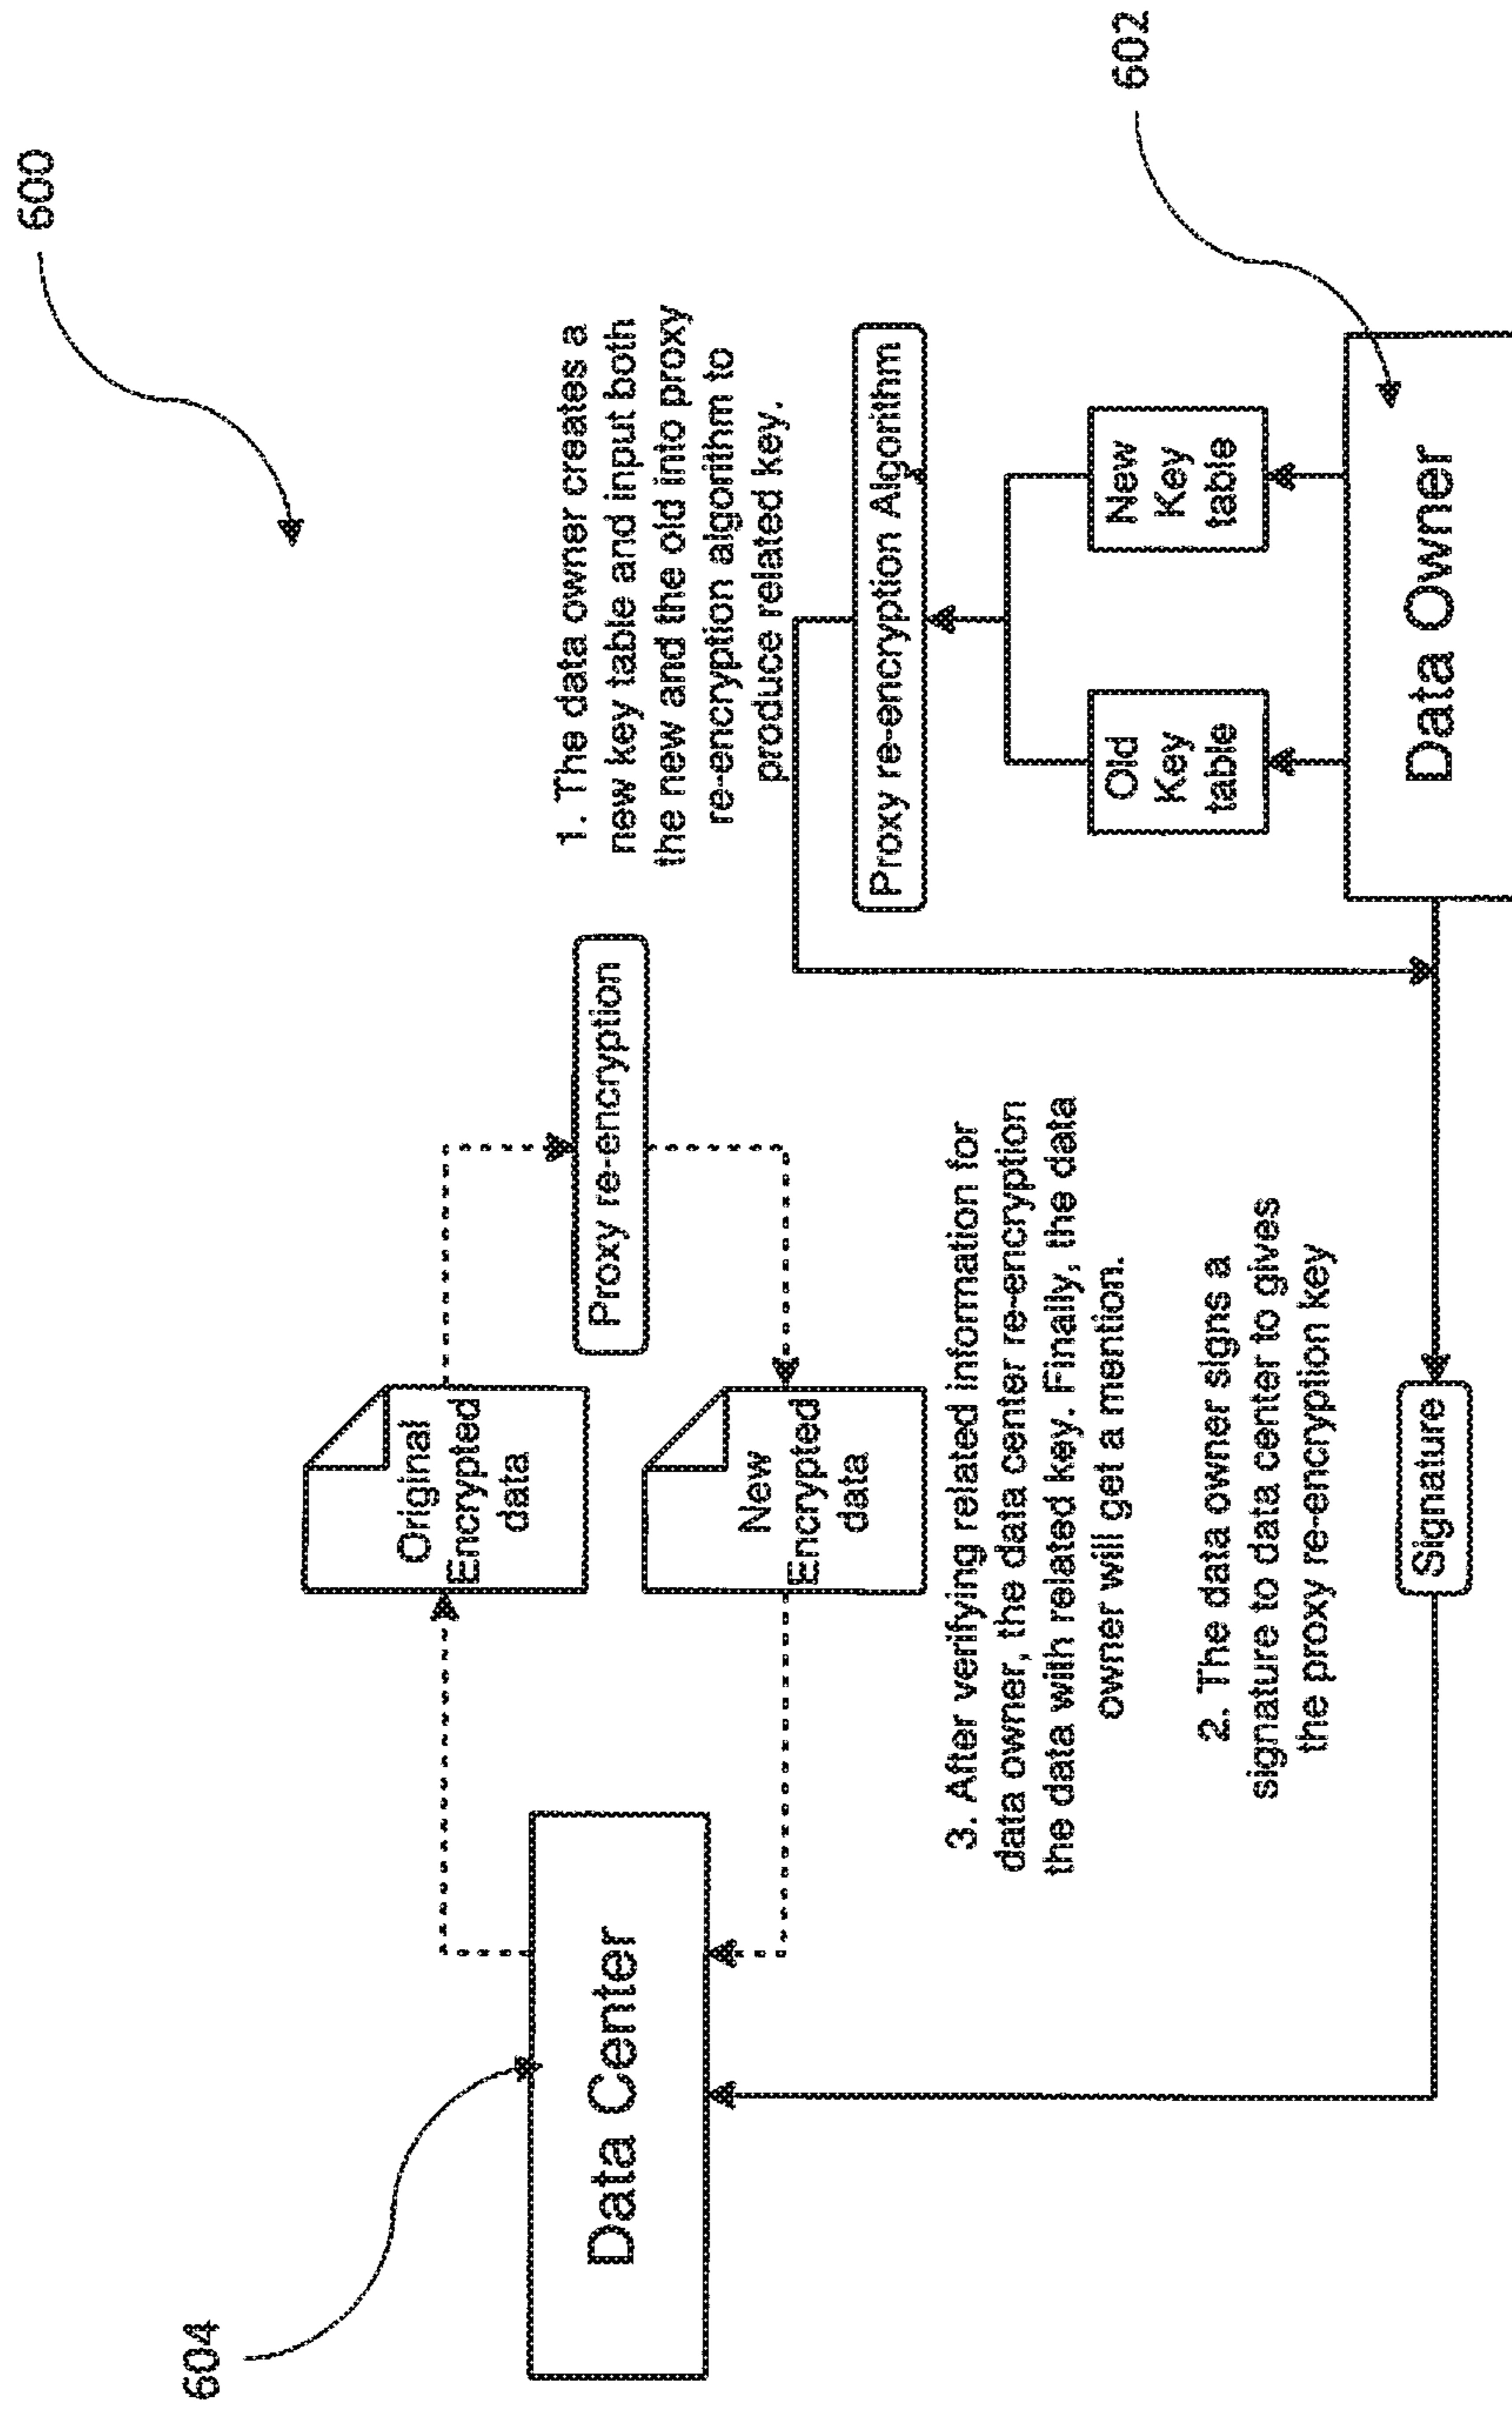 600
1. The data owner creates a
new key table and input both
the new and the old into proxy
re-encryption algorithm to
produce related key.
Proxy re-encryption Algorithm
Old
Key
table
New
Key
table
Data Owner
602
Original
Encrypted
data
Proxy re-encryption
New
Encrypted
data
604
Data Center
3. After verifying related information for
data owner, the data center re-encryption
the data with related key. Finally, the data
owner will get a mention.
2. The data owner signs a
signature to data center to gives
the proxy re-encryption key
Signature